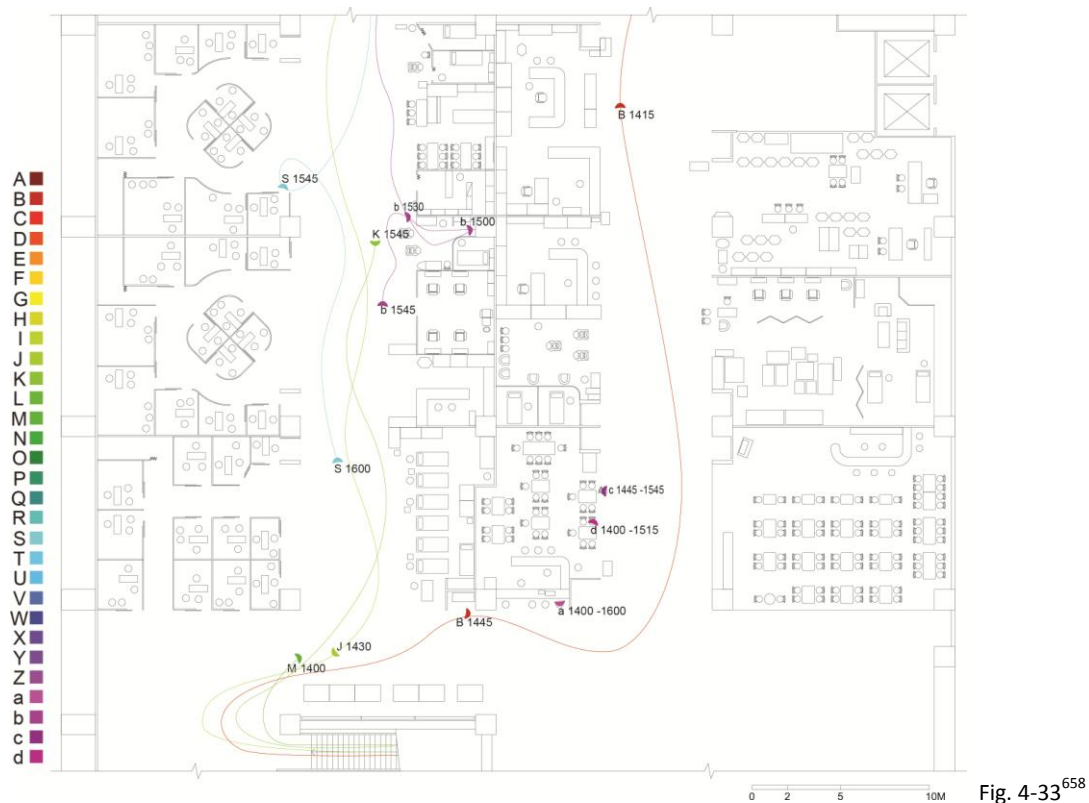 A
B
C
D
E
F
G
H
I
J
K
L
M
N
O
P
Q
R
S
T
U
V
W
X
Y
Z
a
b
c
d
B 1415
S 1545
b 1530
b 1500
K 1545
b 1545
S 1600
c 1445 -1545
d 1400 -1515
a 1400 -1600
B 1445
J 1430
M 1400
0 2 5 10M
Fig. 4-33658